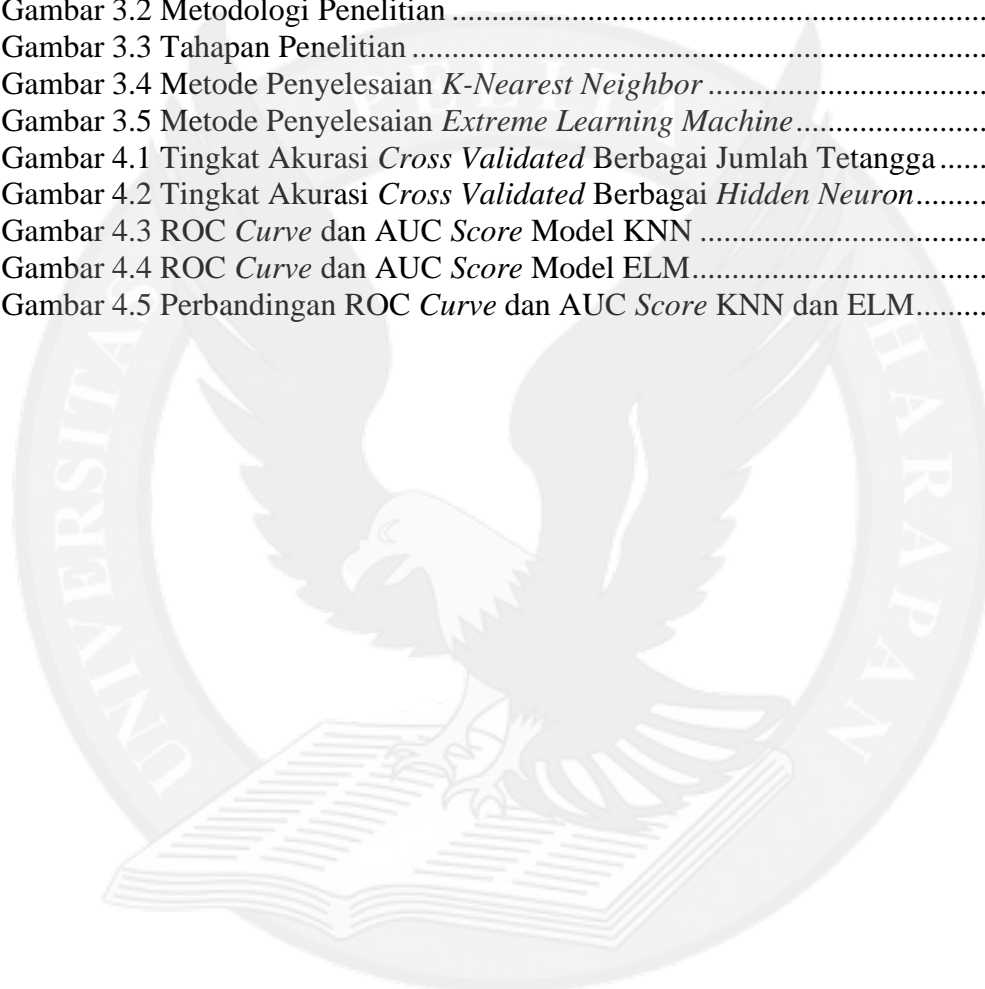 Gambar 3.2 Metodologi Penelitian ........................................................
Gambar 3.3 Tahapan Penelitian .............................................................
Gambar 3.4 Metode Penyelesaian K-Nearest Neighbor ...........................
Gambar 3.5 Metode Penyelesaian Extreme Learning Machine...................
Gambar 4.1 Tingkat Akurasi Cross Validated Berbagai Jumlah Tetangga ......
Gambar 4.2 Tingkat Akurasi Cross Validated Berbagai Hidden Neuron.........
Gambar 4.3 ROC Curve dan AUC Score Model KNN .............................
Gambar 4.4 ROC Curve dan AUC Score Model ELM..............................
Gambar 4.5 Perbandingan ROC Curve dan AUC Score KNN dan ELM.........
UNIVERSITAS PELITA HARAPAN